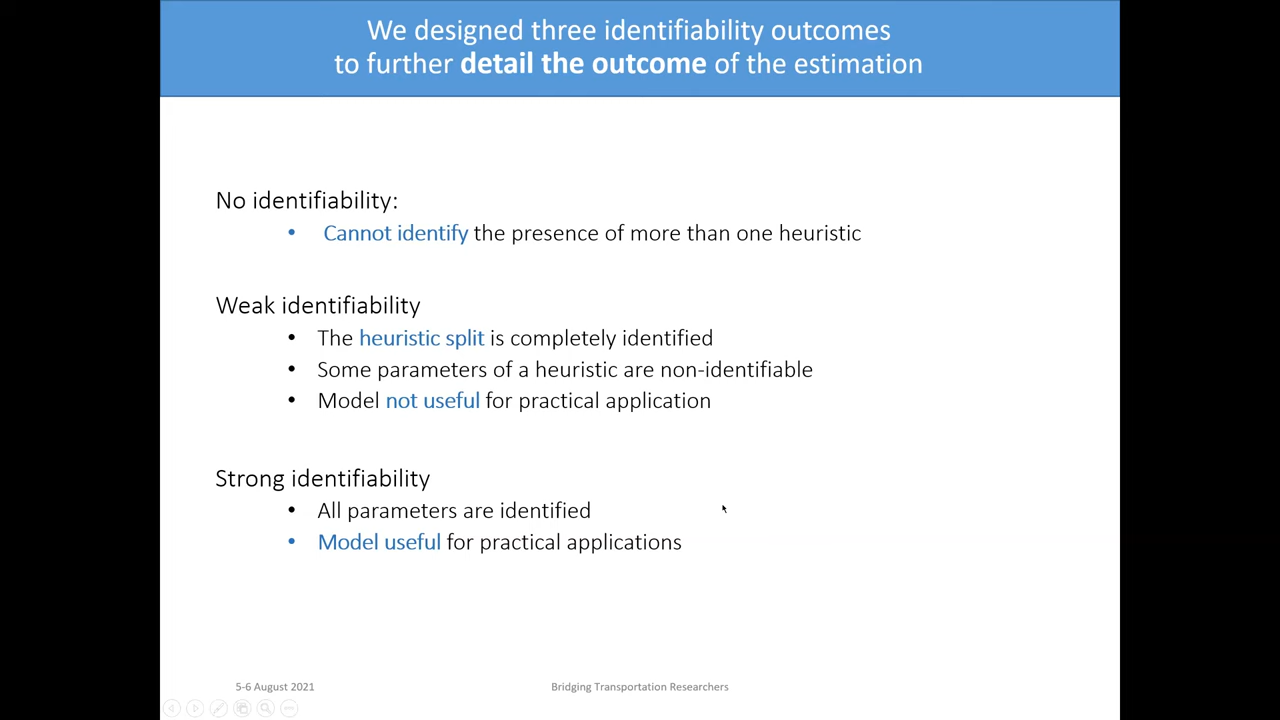 We designed three identifiability outcomes
to further detail the outcome of the estimation
No identifiability:
• Cannot identify the presence of more than one heuristic
Weak identifiability
• The heuristic split is completely identified
• Some parameters of a heuristic are non-identifiable
• Model not useful for practical application
Strong identifiability
• All parameters are identified
• Model useful for practical applications
5-6 August 2021
Bridging Transportation Researchers